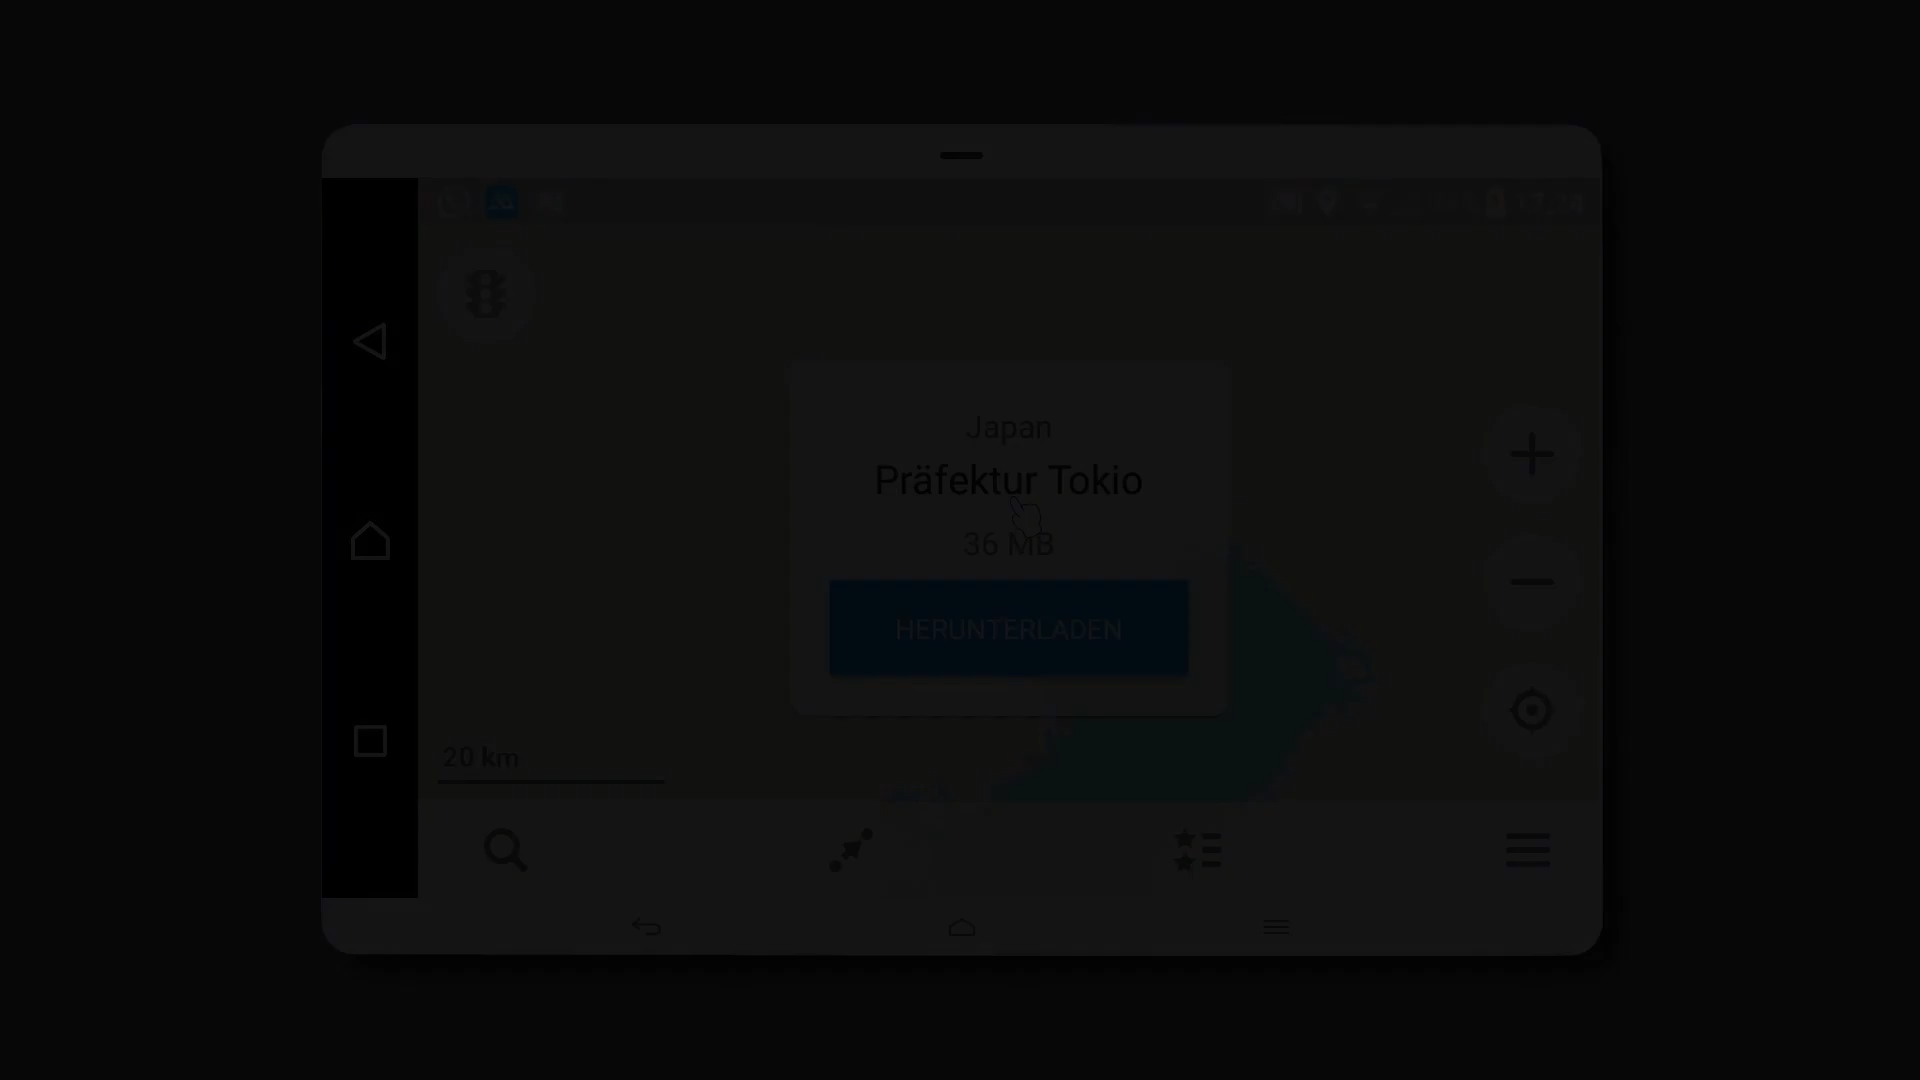 Japan
Präfektur Tokio
36 MB
HERUNTERLADEN
20 km